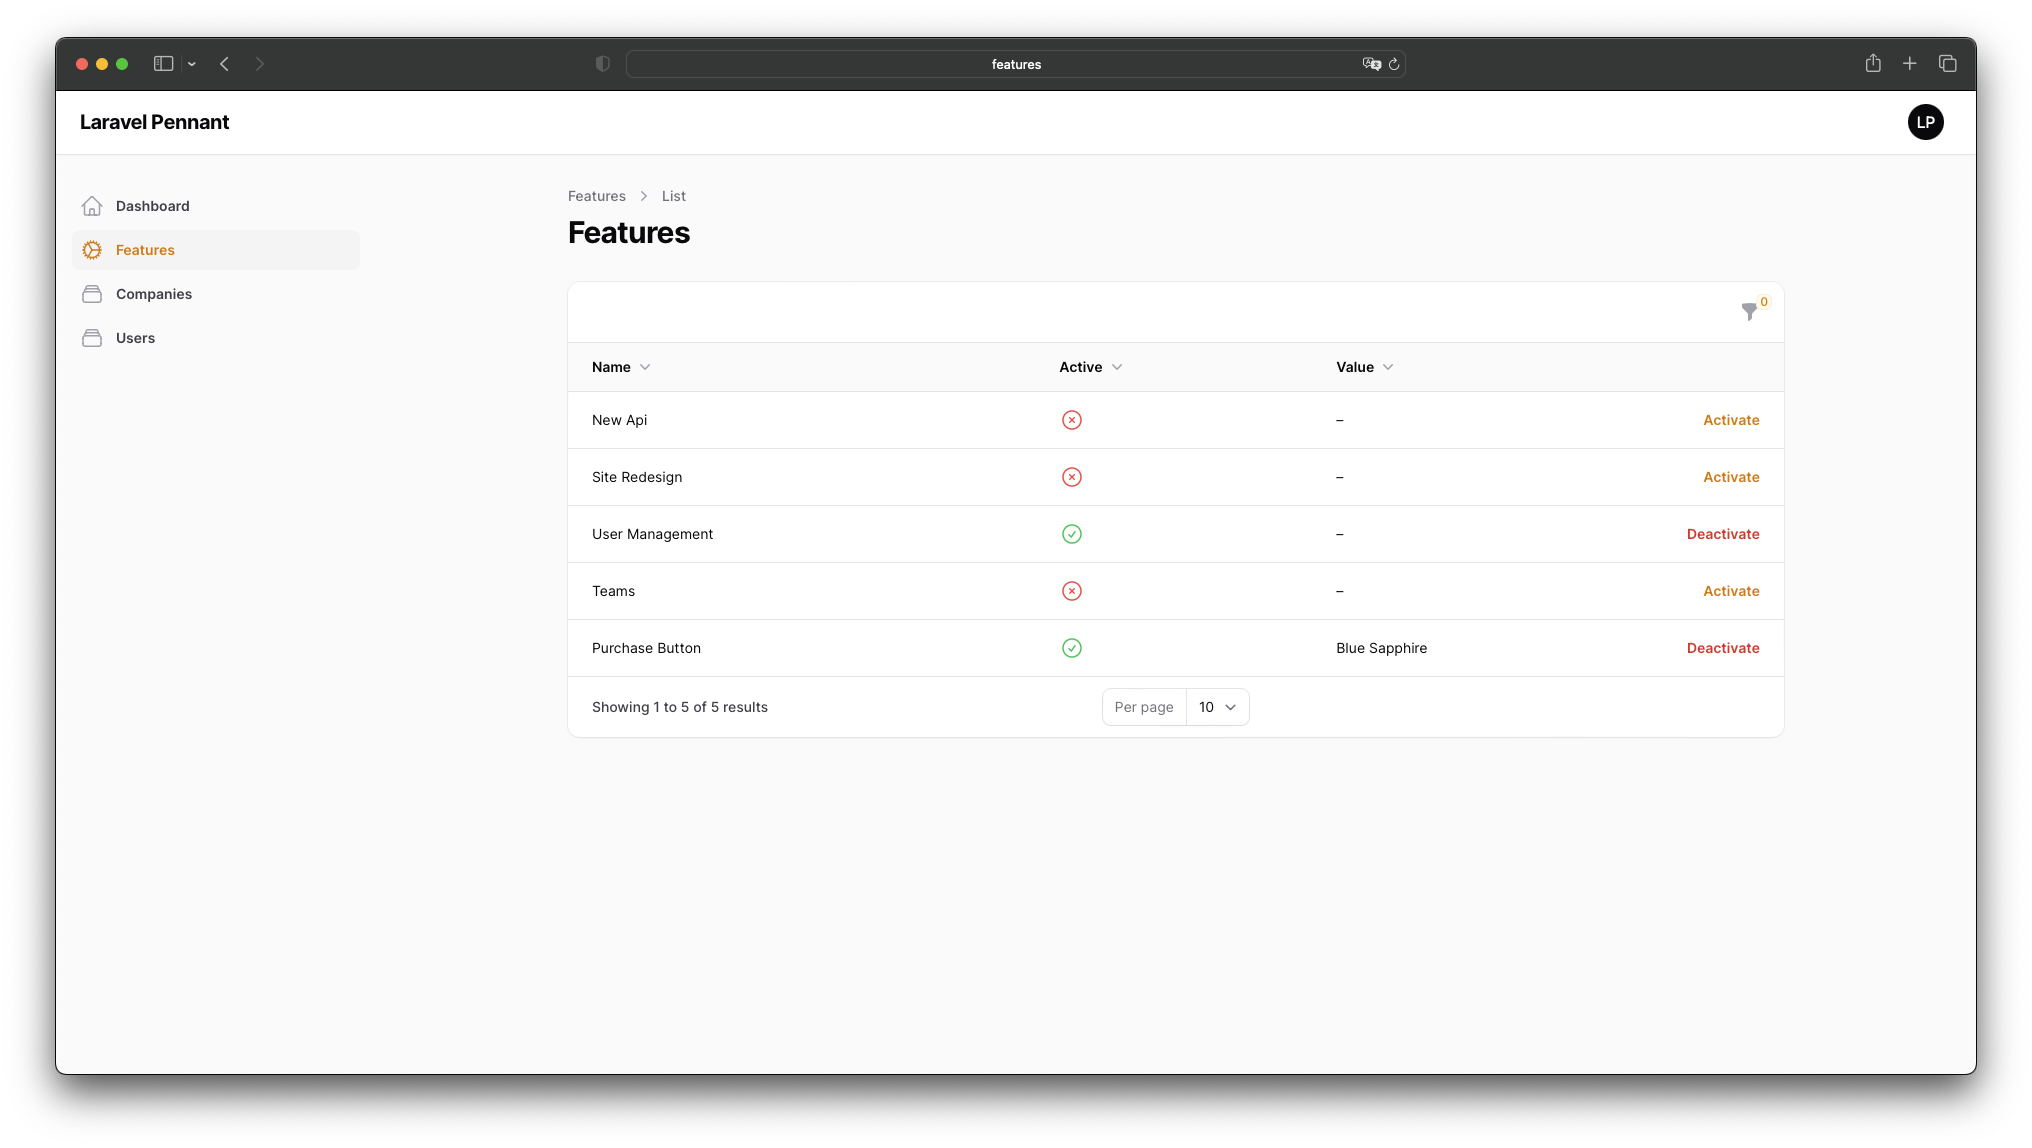 features
Laravel Pennant
LP
Dashboard
Features
Companies
Users
Features > List
Features
0
Name Active Value
New Api – Activate
Site Redesign – Activate
User Management – Deactivate
Teams – Activate
Purchase Button Blue Sapphire Deactivate
Showing 1 to 5 of 5 results Per page 10